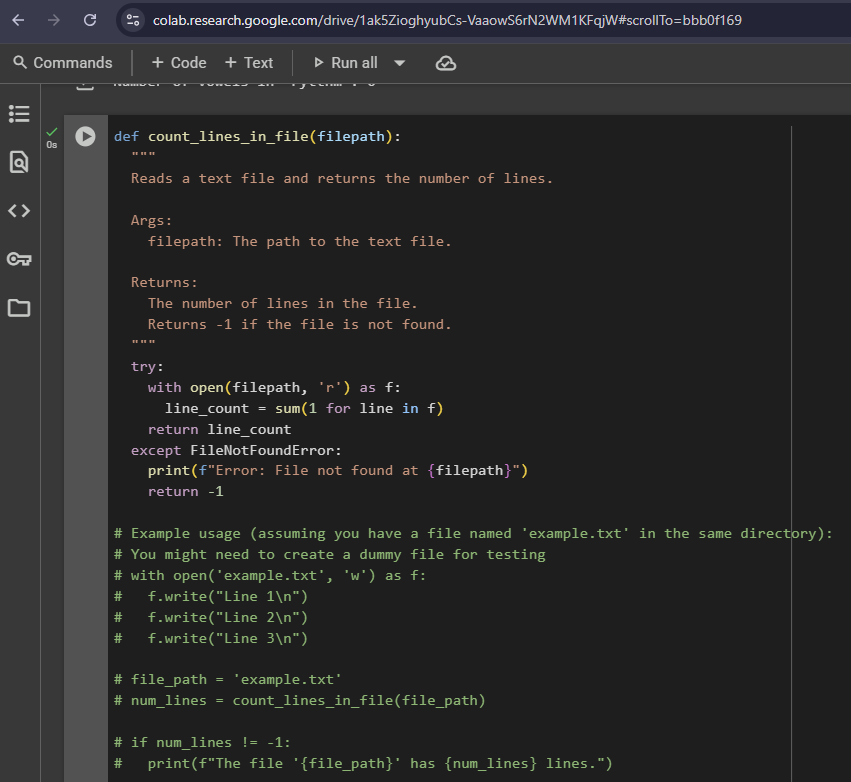 colab.research.google.com/drive/1ak5ZioghyubCs-VaaowS6rN2WM1KFqjW#scrollTo=bbb0f169
Commands + Code + Text Run all
0s
def count_lines_in_file(filepath):
  """
  Reads a text file and returns the number of lines.

  Args:
    filepath: The path to the text file.

  Returns:
    The number of lines in the file.
    Returns -1 if the file is not found.
  """
  try:
    with open(filepath, 'r') as f:
      line_count = sum(1 for line in f)
    return line_count
  except FileNotFoundError:
    print(f"Error: File not found at {filepath}")
    return -1

# Example usage (assuming you have a file named 'example.txt' in the same directory):
# You might need to create a dummy file for testing
# with open('example.txt', 'w') as f:
#   f.write("Line 1\n")
#   f.write("Line 2\n")
#   f.write("Line 3\n")

# file_path = 'example.txt'
# num_lines = count_lines_in_file(file_path)

# if num_lines != -1:
#   print(f"The file '{file_path}' has {num_lines} lines.")